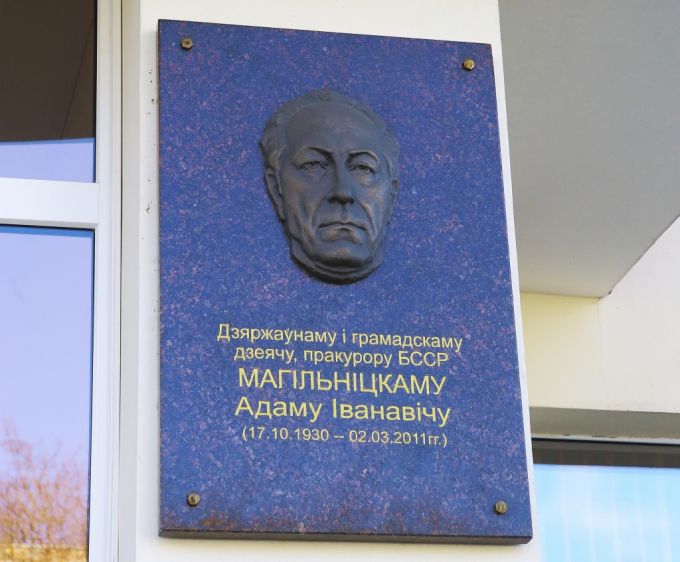 Дзяржаўнаму і грамадскаму
дзеячу, пракурору БССР
МАГІЛЬНІЦКАМУ
Адаму Іванавічу
(17.10.1930 -- 02.03.2011гг.)